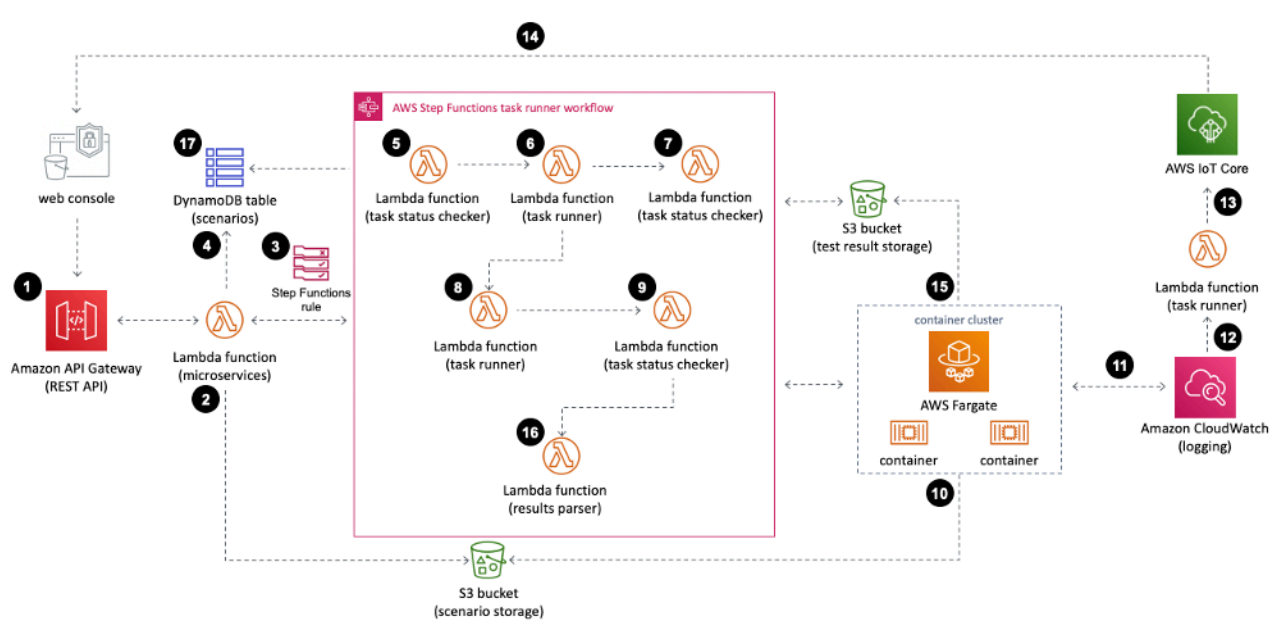 14
AWS Step Functions task runner workflow
web console
17
DynamoDB table
(scenarios)
5
Lambda function
(task status checker)
6
Lambda function
(task runner)
7
Lambda function
(task status checker)
S3 bucket
(test result storage)
AWS IoT Core
13
4
3
Step Functions
rule
1
Amazon API Gateway
(REST API)
Lambda function
(microservices)
2
8
Lambda function
(task runner)
9
Lambda function
(task status checker)
16
Lambda function
(results parser)
15
container cluster
AWS Fargate
container
container
10
11
Lambda function
(task runner)
12
Amazon CloudWatch
(logging)
S3 bucket
(scenario storage)